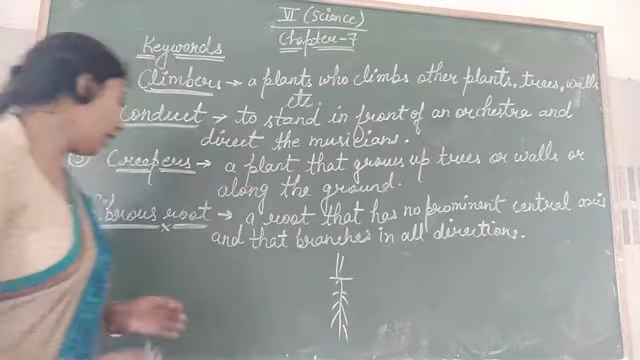 VI (Science)
Chapter-7
Keywords
Climbers → a plants who climbs other plants, trees, walls
etc.
Conduct → to stand in front of an orchestra and
direct the musicians.
(3) Creepers → a plant that grows up trees or walls or
along the ground.
Fibrous root → a root that has no prominent central axis
and that branches in all directions.